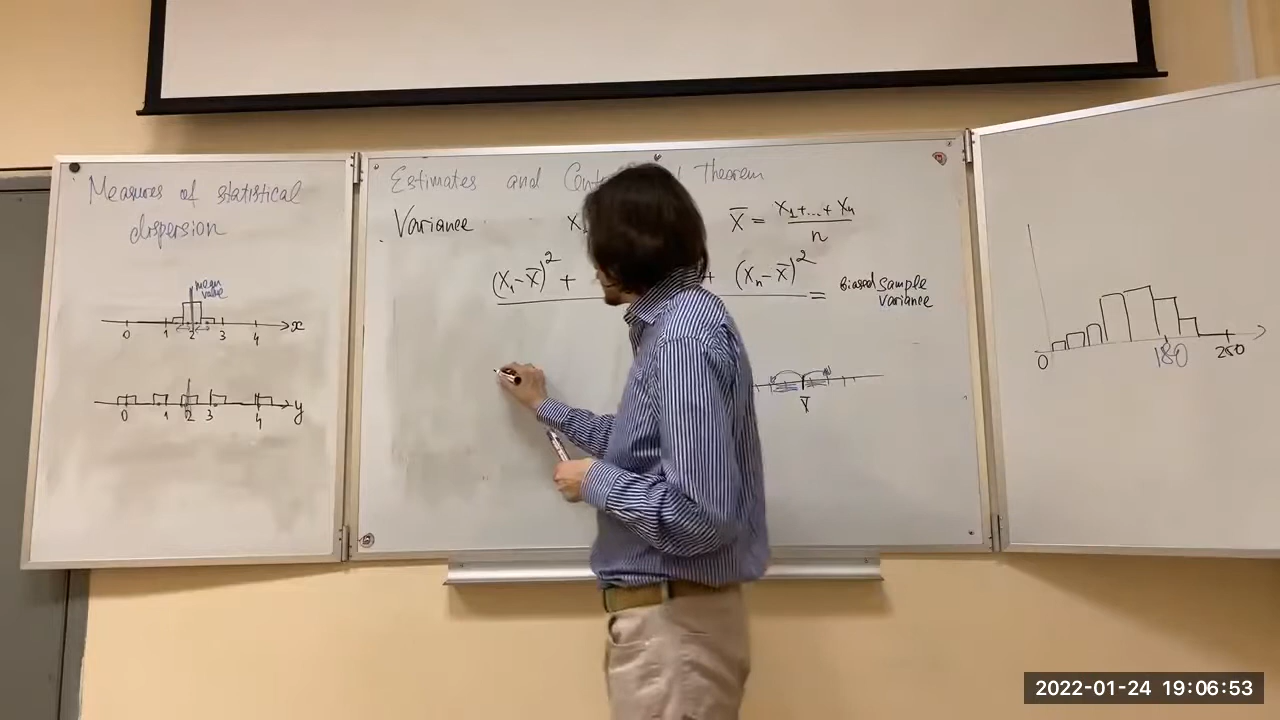 Measures of statistical
dispersion
mean
value
0 1 2 3 4 x
0 1 2 3 4 y
Estimates and Theorem
Variance
X̄ = X₁+...+Xₙ
n
(X₁-X̄)² + + (Xₙ-X̄)² = Biased sample
variance
X̄
0 180 250
2022-01-24 19:06:53